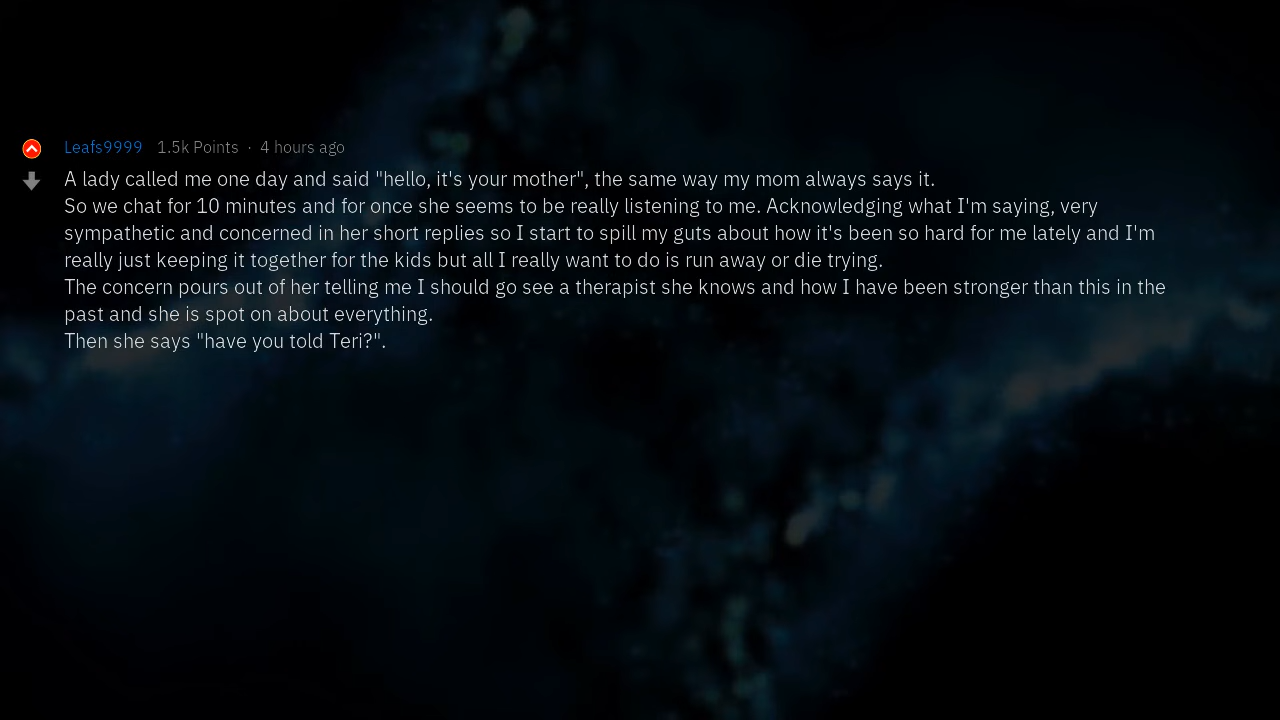 Leafs9999 1.5k Points · 4 hours ago
A lady called me one day and said "hello, it's your mother", the same way my mom always says it.
So we chat for 10 minutes and for once she seems to be really listening to me. Acknowledging what I'm saying, very
sympathetic and concerned in her short replies so I start to spill my guts about how it's been so hard for me lately and I'm
really just keeping it together for the kids but all I really want to do is run away or die trying.
The concern pours out of her telling me I should go see a therapist she knows and how I have been stronger than this in the
past and she is spot on about everything.
Then she says "have you told Teri?".